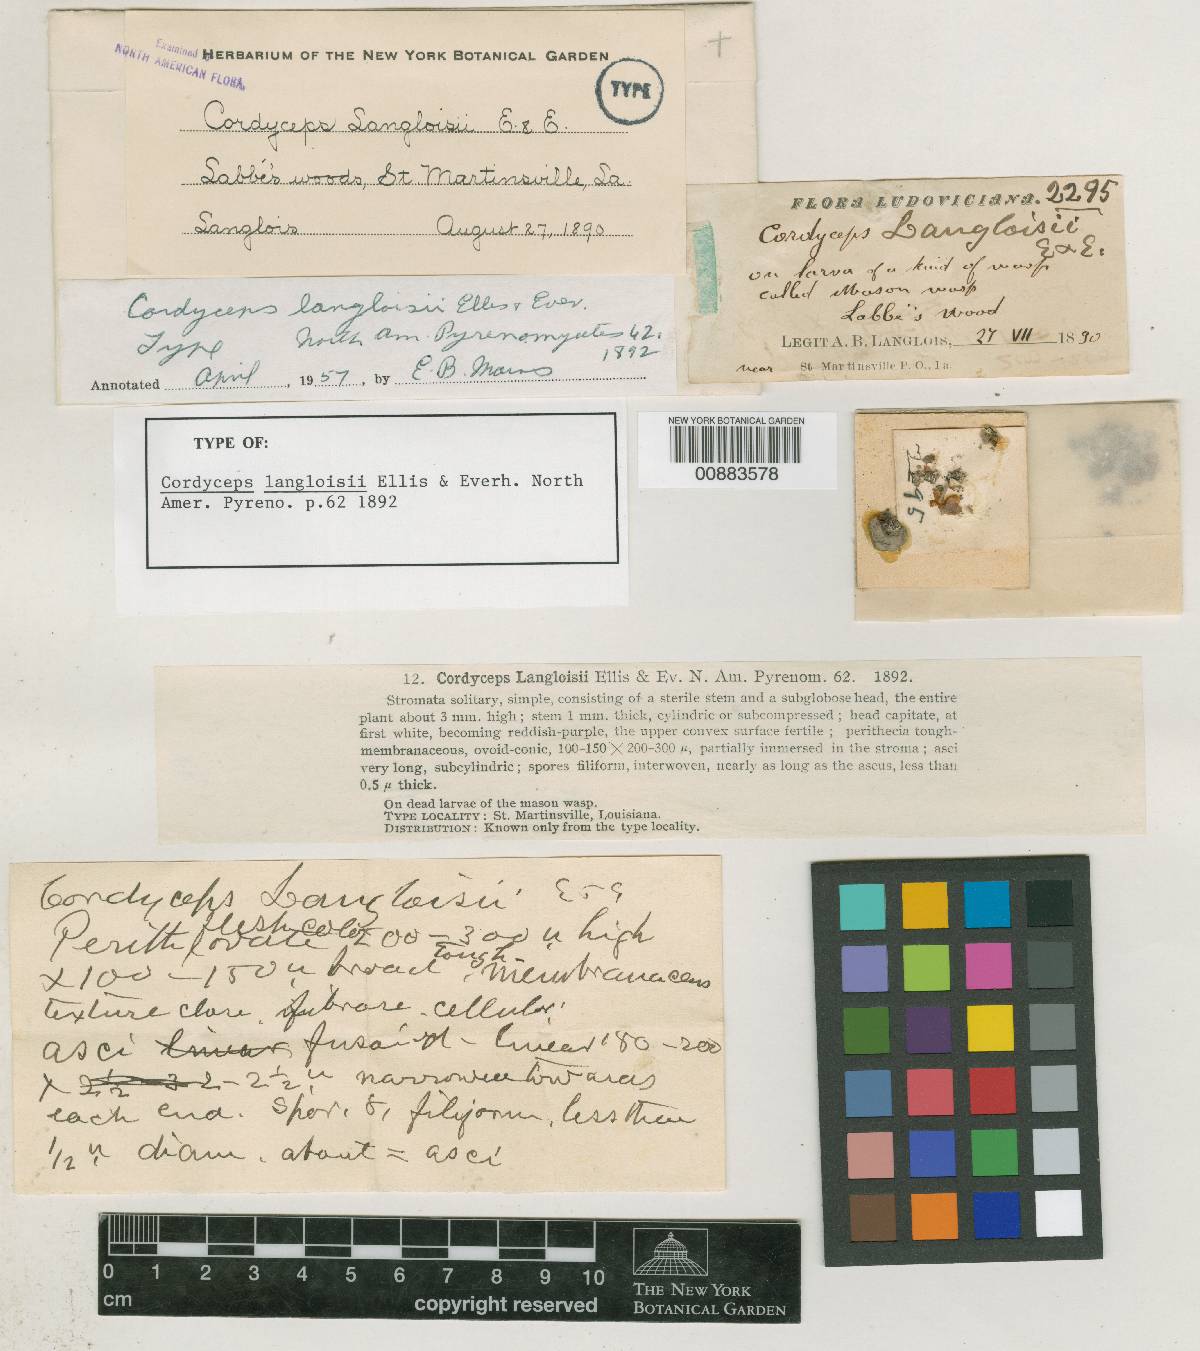 Examined
NORTH AMERICAN FLORA.
HERBARIUM OF THE NEW YORK BOTANICAL GARDEN
TYPE
Cordyceps Langloisii E. & E.
Labbé's woods, St Martinsville, La.
Langlois August 27, 1890
FLORA LUDOVICIANA. 2295
Cordyceps Langloisii
E & E.
on larva of a kind of wasp
called Mason wasp
Labbé's wood
LEGIT A. B. LANGLOIS, 27 VII 1890
near St. Martinsville P. O., La.
Cordyceps langloisii Ellis & Ever.
Type North Am. Pyrenomycetes 62.
1892
Annotated April, 1957, by E. B. Mains
TYPE OF:
Cordyceps langloisii Ellis & Everh. North
Amer. Pyreno. p.62 1892
NEW YORK BOTANICAL GARDEN
00883578
2295
12. Cordyceps Langloisii Ellis & Ev. N. Am. Pyrenom. 62. 1892.
Stromata solitary, simple, consisting of a sterile stem and a subglobose head, the entire
plant about 3 mm. high; stem 1 mm. thick, cylindric or subcompressed; head capitate, at
first white, becoming reddish-purple, the upper convex surface fertile; perithecia tough-
membranaceous, ovoid-conic, 100-150 × 200-300 μ, partially immersed in the stroma; asci
very long, subcylindric; spores filiform, interwoven, nearly as long as the ascus, less than
0.5 μ thick.
On dead larvae of the mason wasp.
TYPE LOCALITY: St. Martinsville, Louisiana.
DISTRIBUTION: Known only from the type locality.
Cordyceps Langloisii E & E
flesh color
Perith ovate 200-300 μ high
tough
× 100-150 μ broad, membranaceus
texture close, fibrose-cellular
asci linear fusoid-linear 180-200
× 2½-3 2-2½ μ narrowed towards
each end. Spor. 8, filiform, less than
1/2 μ diam. about = asci
0 1 2 3 4 5 6 7 8 9 10
cm
copyright reserved
THE NEW YORK
BOTANICAL GARDEN